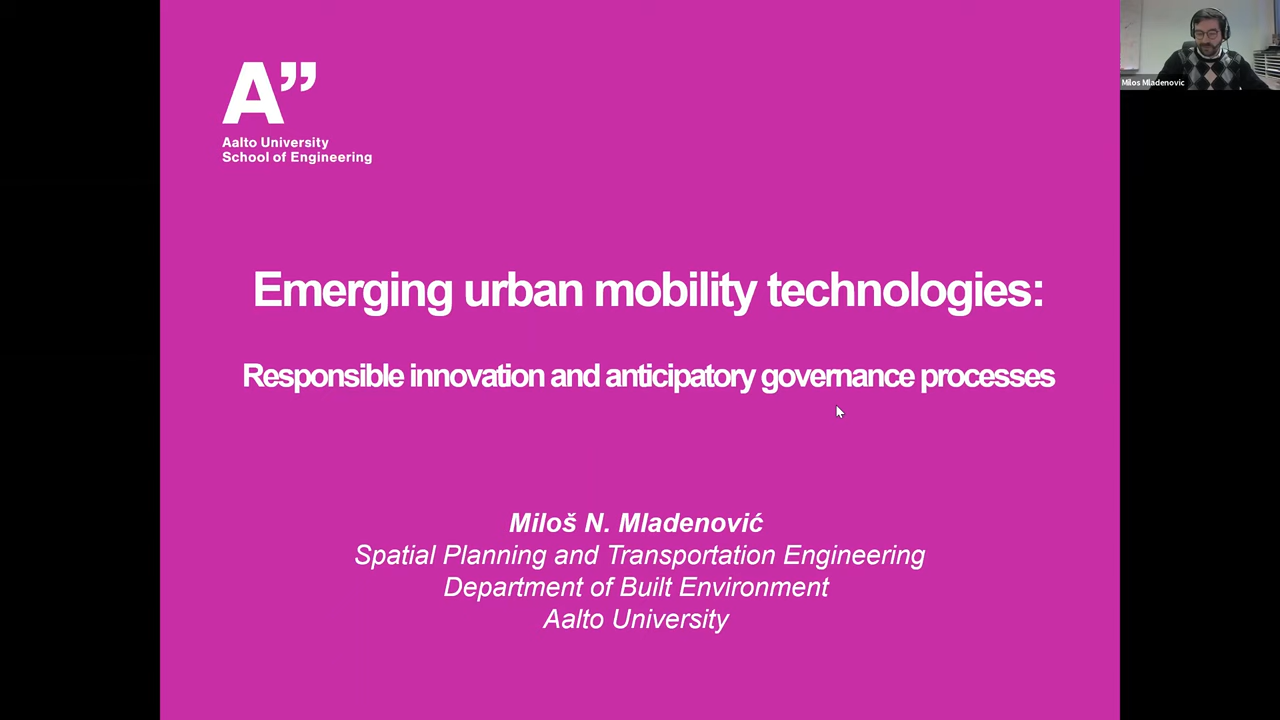 A”
Aalto University
School of Engineering
Milos Mladenovic
Emerging urban mobility technologies:
Responsible innovation and anticipatory governance processes
Miloš N. Mladenović
Spatial Planning and Transportation Engineering
Department of Built Environment
Aalto University